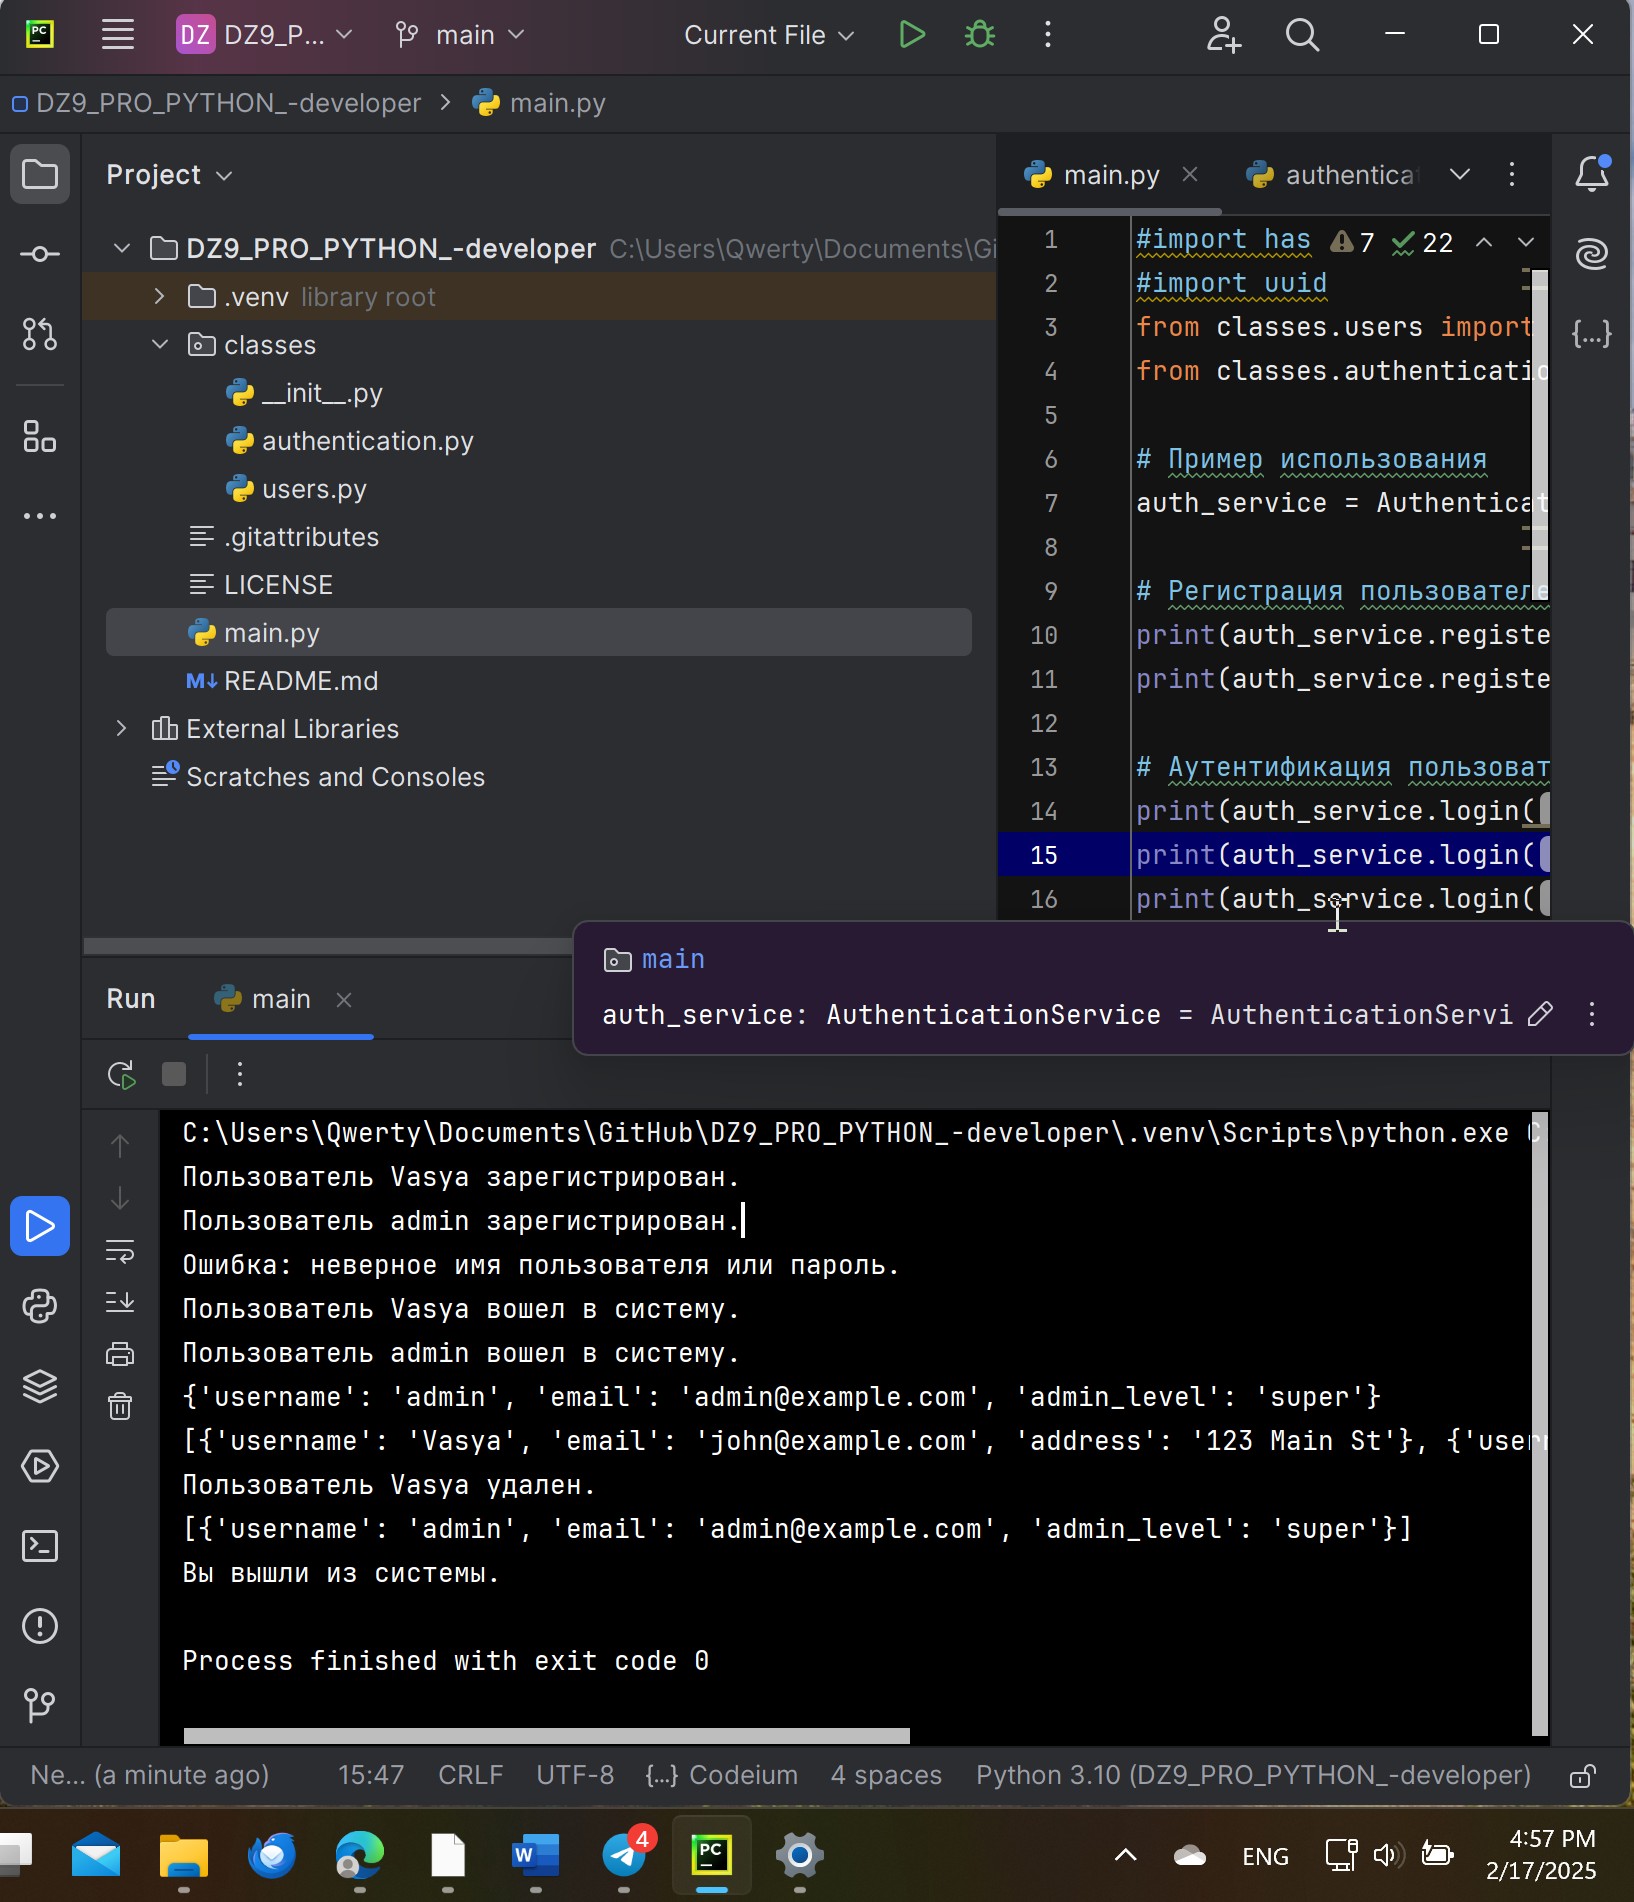 PC
DZ DZ9_P... main Current File
DZ9_PRO_PYTHON_-developer > main.py
Project
DZ9_PRO_PYTHON_-developer C:\Users\Qwerty\Documents\Gi
.venv library root
classes
__init__.py
authentication.py
users.py
.gitattributes
LICENSE
main.py
M↓ README.md
External Libraries
Scratches and Consoles
main.py authentica
7 22
1 #import has
2 #import uuid
3 from classes.users import
4 from classes.authenticatio
5
6 # Пример использования
7 auth_service = Authenticat
8
9 # Регистрация пользователе
10 print(auth_service.registe
11 print(auth_service.registe
12
13 # Аутентификация пользоват
14 print(auth_service.login(
15 print(auth_service.login(
16 print(auth_service.login(
main
auth_service: AuthenticationService = AuthenticationServi
Run main
C:\Users\Qwerty\Documents\GitHub\DZ9_PRO_PYTHON_-developer\.venv\Scripts\python.exe C
Пользователь Vasya зарегистрирован.
Пользователь admin зарегистрирован.
Ошибка: неверное имя пользователя или пароль.
Пользователь Vasya вошел в систему.
Пользователь admin вошел в систему.
{'username': 'admin', 'email': 'admin@example.com', 'admin_level': 'super'}
[{'username': 'Vasya', 'email': 'john@example.com', 'address': '123 Main St'}, {'usern
Пользователь Vasya удален.
[{'username': 'admin', 'email': 'admin@example.com', 'admin_level': 'super'}]
Вы вышли из системы.
Process finished with exit code 0
Ne... (a minute ago) 15:47 CRLF UTF-8 {...} Codeium 4 spaces Python 3.10 (DZ9_PRO_PYTHON_-developer)
W 4 PC ENG 4:57 PM
2/17/2025